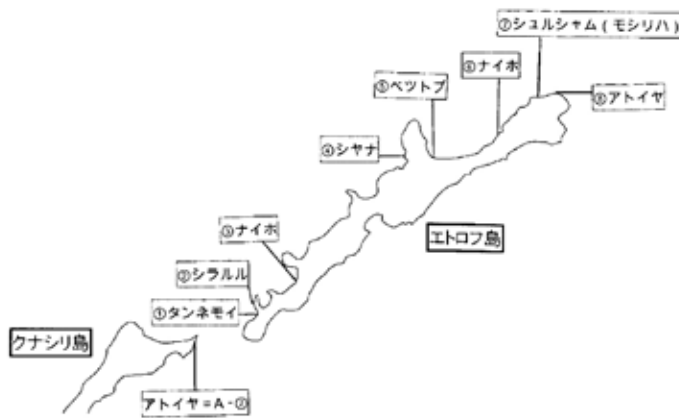 ⑦シュルシャム(モシリハ)
⑥ナイホ
⑤ベツトブ
⑧アトイヤ
④シヤナ
③ナイホ
エトロフ島
②シラルル
①タンネモイ
クナシリ島
アトイヤ=A-②